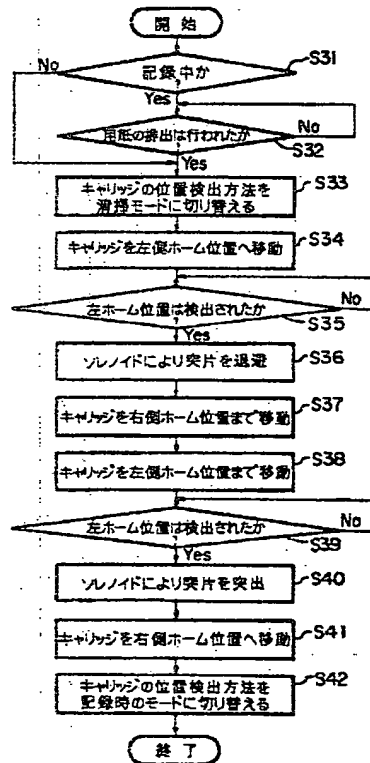 開始
S31
No
記録中か
Yes
用紙の排出は行われたか
No
S32
Yes
キャリッジの位置検出方法を
清掃モードに切り替える
S33
キャリッジを左側ホーム位置へ移動
S34
左ホーム位置は検出されたか
No
S35
Yes
ソレノイドにより突片を退避
S36
キャリッジを右側ホーム位置まで移動
S37
キャリッジを左側ホーム位置まで移動
S38
左ホーム位置は検出されたか
No
S39
Yes
ソレノイドにより突片を突出
S40
キャリッジを右側ホーム位置へ移動
S41
キャリッジの位置検出方法を
記録時のモードに切り替える
S42
終了